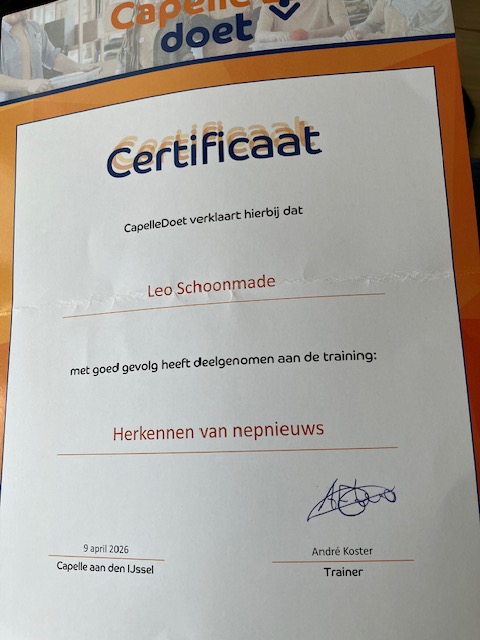 Capelle
doet
Certificaat
CapelleDoet verklaart hierbij dat
Leo Schoonmade
met goed gevolg heeft deelgenomen aan de training:
Herkennen van nepnieuws
9 april 2026
Capelle aan den IJssel
André Koster
Trainer